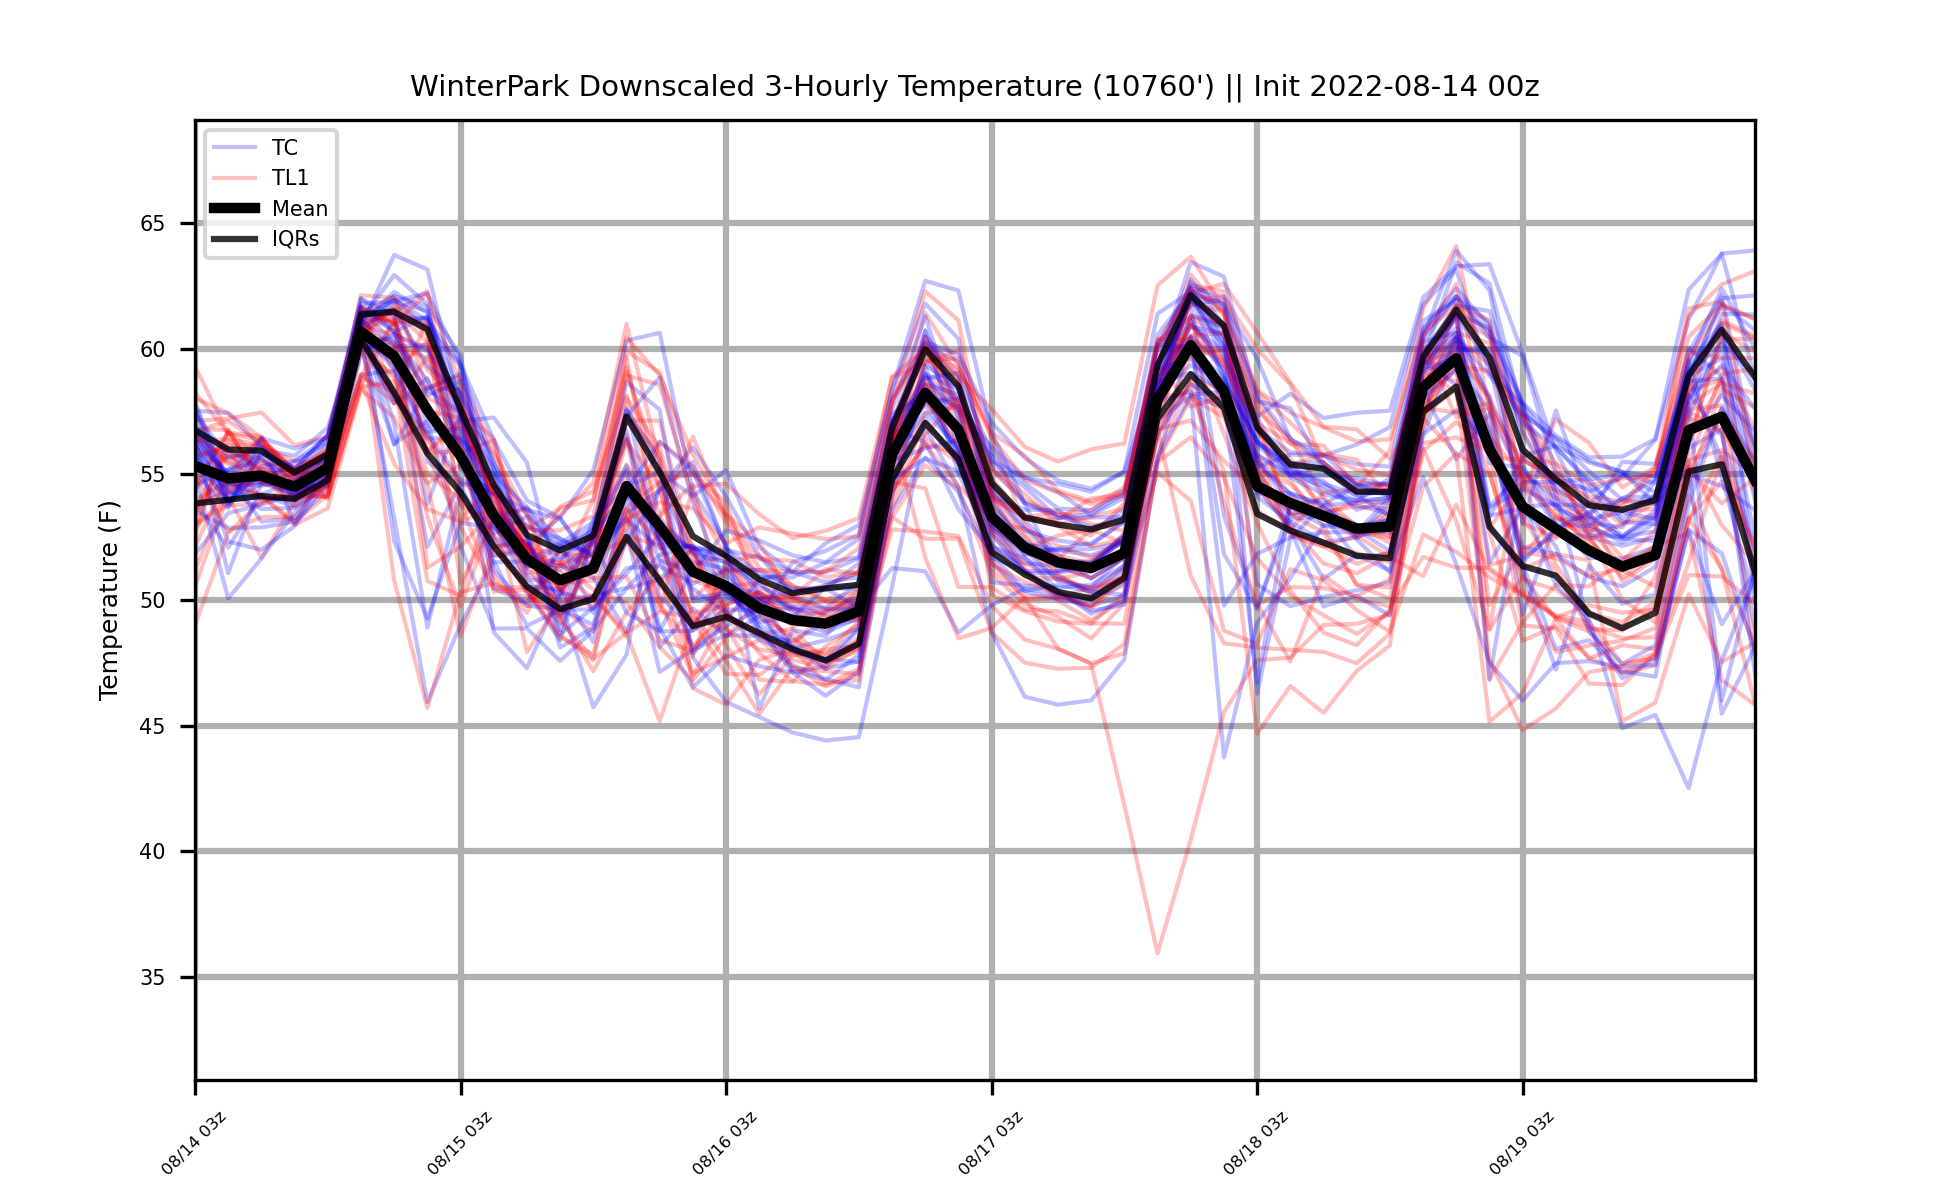 WinterPark Downscaled 3-Hourly Temperature (10760') || Init 2022-08-14 00z
TC
TL1
Mean
IQRs
Temperature (F)
65
60
55
50
45
40
35
08/14 03z
08/15 03z
08/16 03z
08/17 03z
08/18 03z
08/19 03z